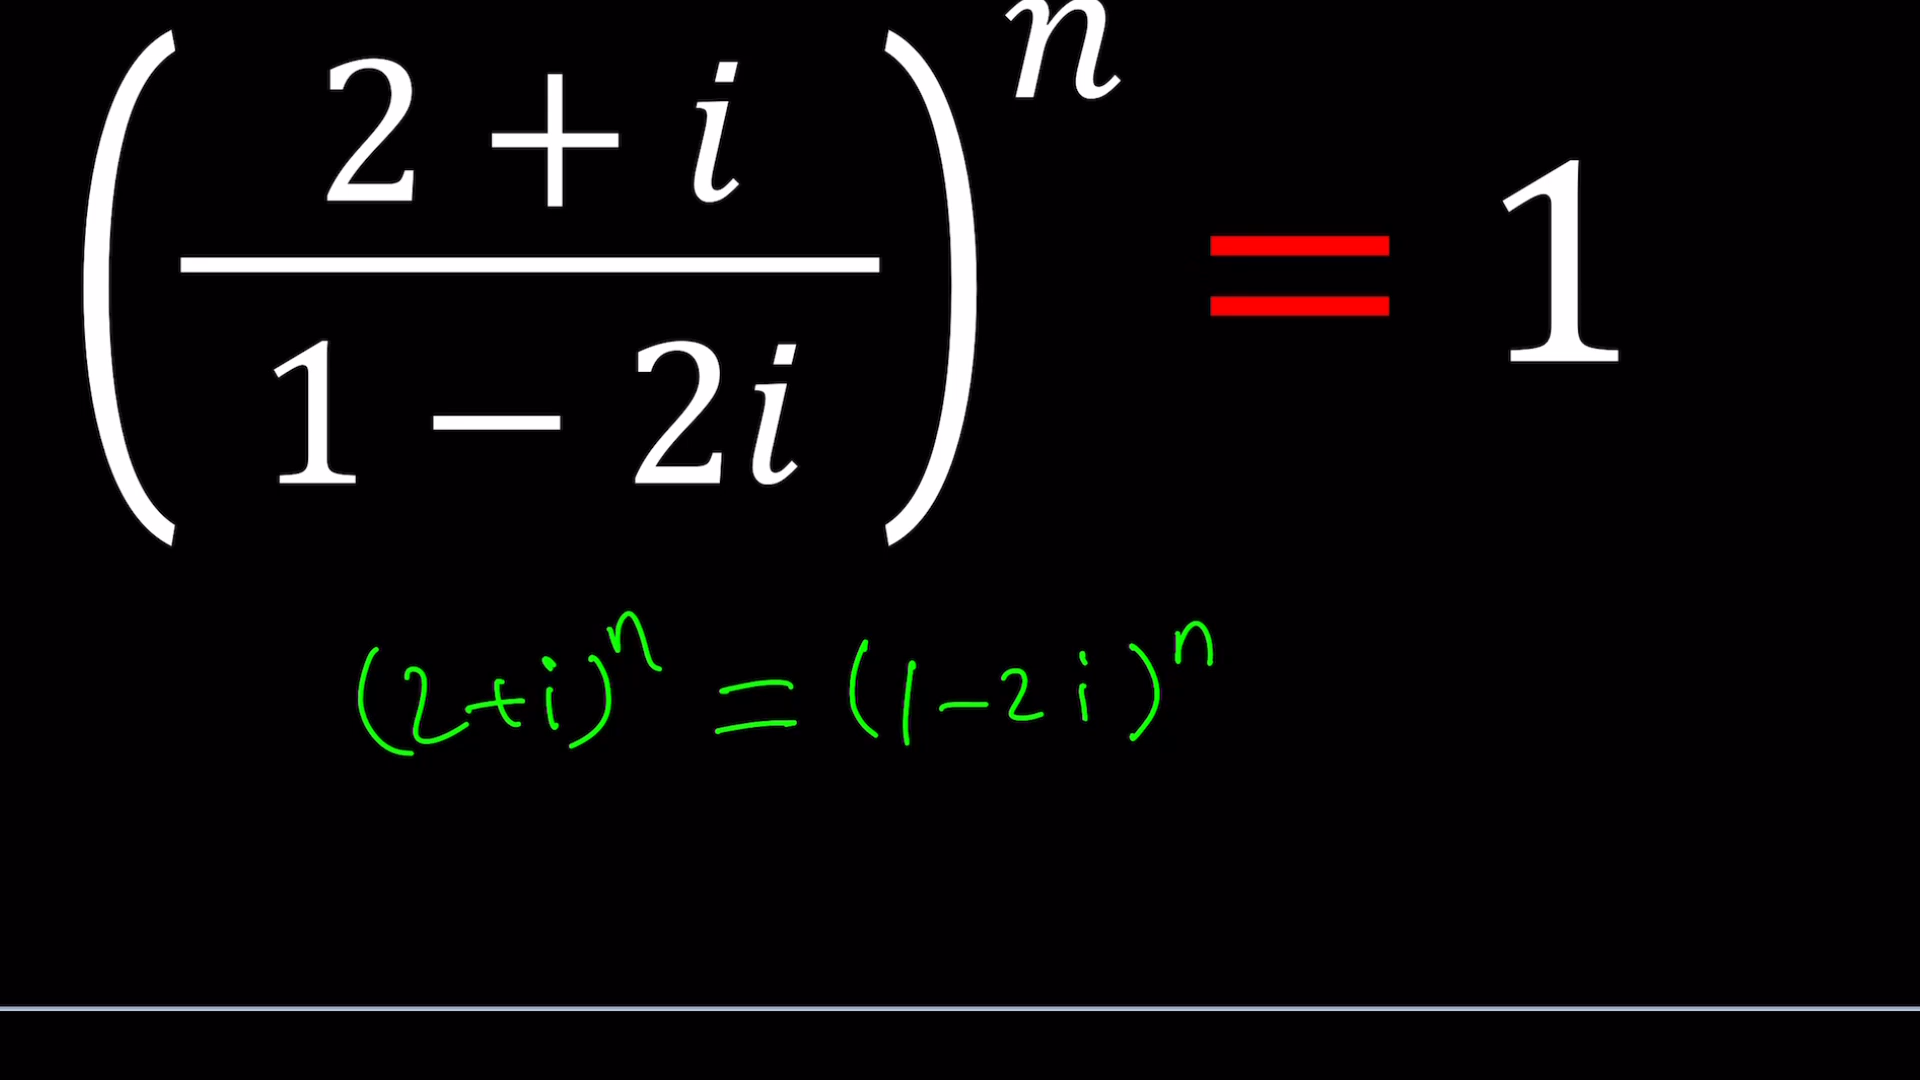 (2 + i / 1 − 2i)^n = 1
(2+i)^n = (1-2i)^n